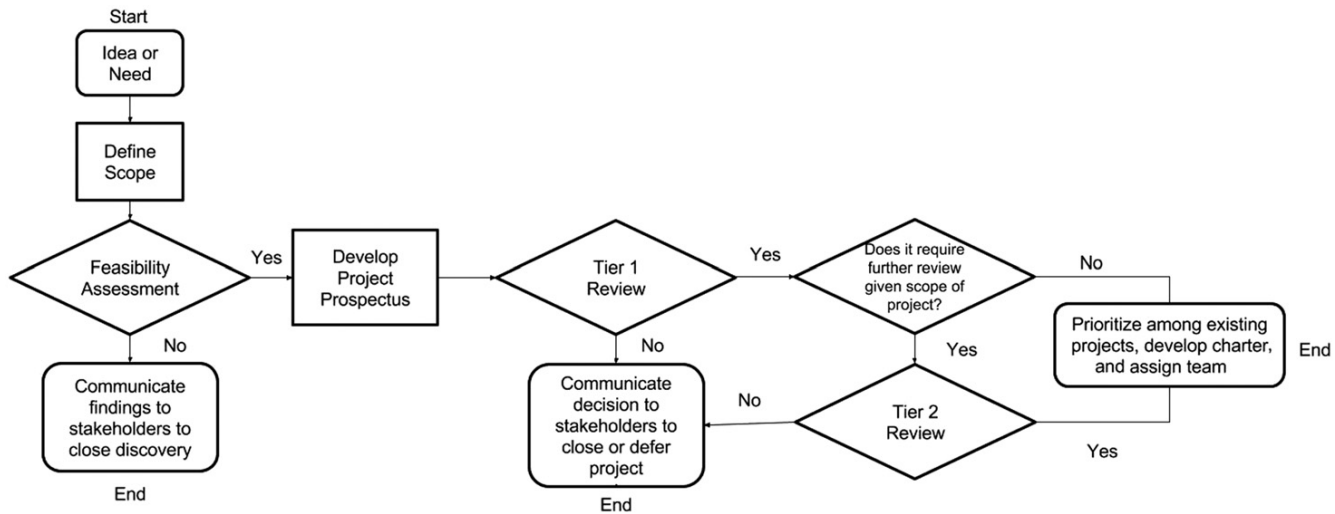 Start
Idea or
Need
Define
Scope
Feasibility
Assessment
Yes
No
Communicate
findings to
stakeholders to
close discovery
End
Develop
Project
Prospectus
Tier 1
Review
Yes
No
Communicate
decision to
stakeholders to
close or defer
project
End
Does it require
further review
given scope of
project?
No
Yes
Tier 2
Review
No
Yes
Prioritize among existing
projects, develop charter,
and assign team
End